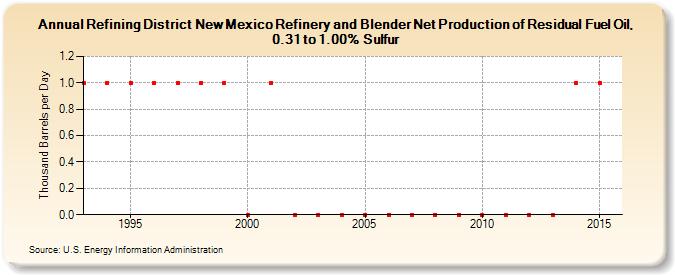 Annual Refining District New Mexico Refinery and Blender Net Production of Residual Fuel Oil,
0.31 to 1.00% Sulfur
Thousand Barrels per Day
1.2
1.0
0.8
0.6
0.4
0.2
0.0
1995 2000 2005 2010 2015
Source: U.S. Energy Information Administration